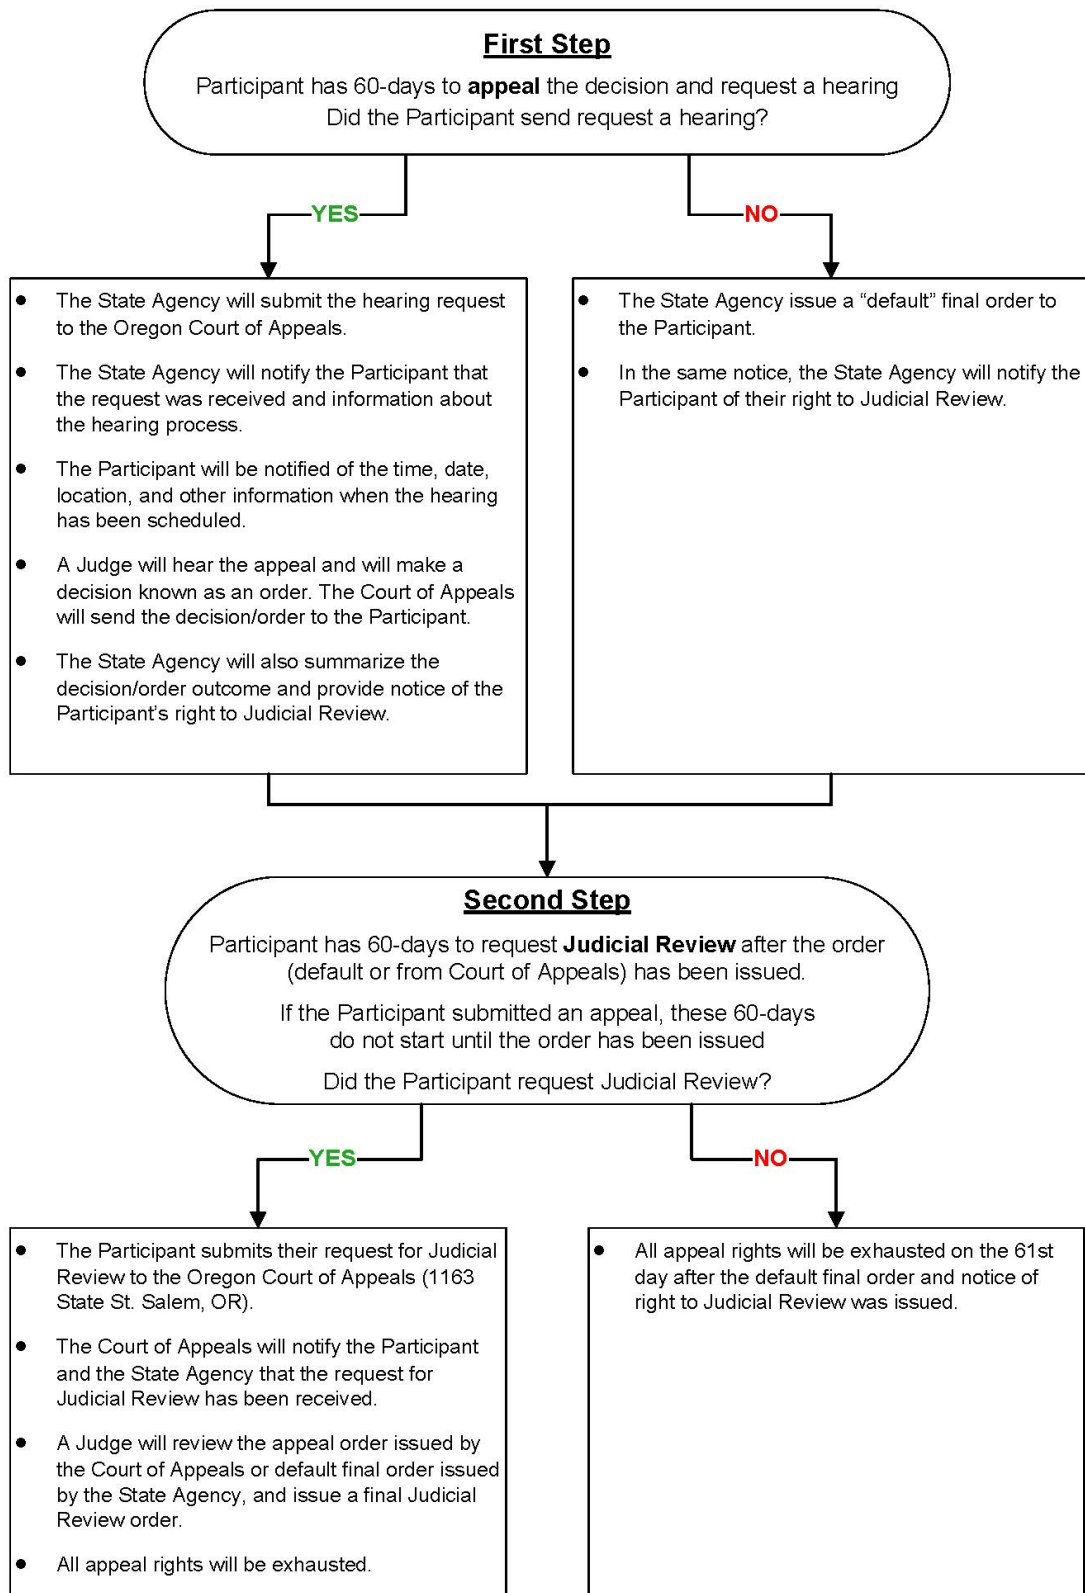 First Step
Participant has 60-days to appeal the decision and request a hearing
Did the Participant send request a hearing?
YES
NO
● The State Agency will submit the hearing request
to the Oregon Court of Appeals.
● The State Agency will notify the Participant that
the request was received and information about
the hearing process.
● The Participant will be notified of the time, date,
location, and other information when the hearing
has been scheduled.
● A Judge will hear the appeal and will make a
decision known as an order. The Court of Appeals
will send the decision/order to the Participant.
● The State Agency will also summarize the
decision/order outcome and provide notice of the
Participant's right to Judicial Review.
● The State Agency issue a “default” final order to
the Participant.
● In the same notice, the State Agency will notify the
Participant of their right to Judicial Review.
Second Step
Participant has 60-days to request Judicial Review after the order
(default or from Court of Appeals) has been issued.
If the Participant submitted an appeal, these 60-days
do not start until the order has been issued
Did the Participant request Judicial Review?
YES
NO
● The Participant submits their request for Judicial
Review to the Oregon Court of Appeals (1163
State St. Salem, OR).
● The Court of Appeals will notify the Participant
and the State Agency that the request for
Judicial Review has been received.
● A Judge will review the appeal order issued by
the Court of Appeals or default final order issued
by the State Agency, and issue a final Judicial
Review order.
● All appeal rights will be exhausted.
● All appeal rights will be exhausted on the 61st
day after the default final order and notice of
right to Judicial Review was issued.